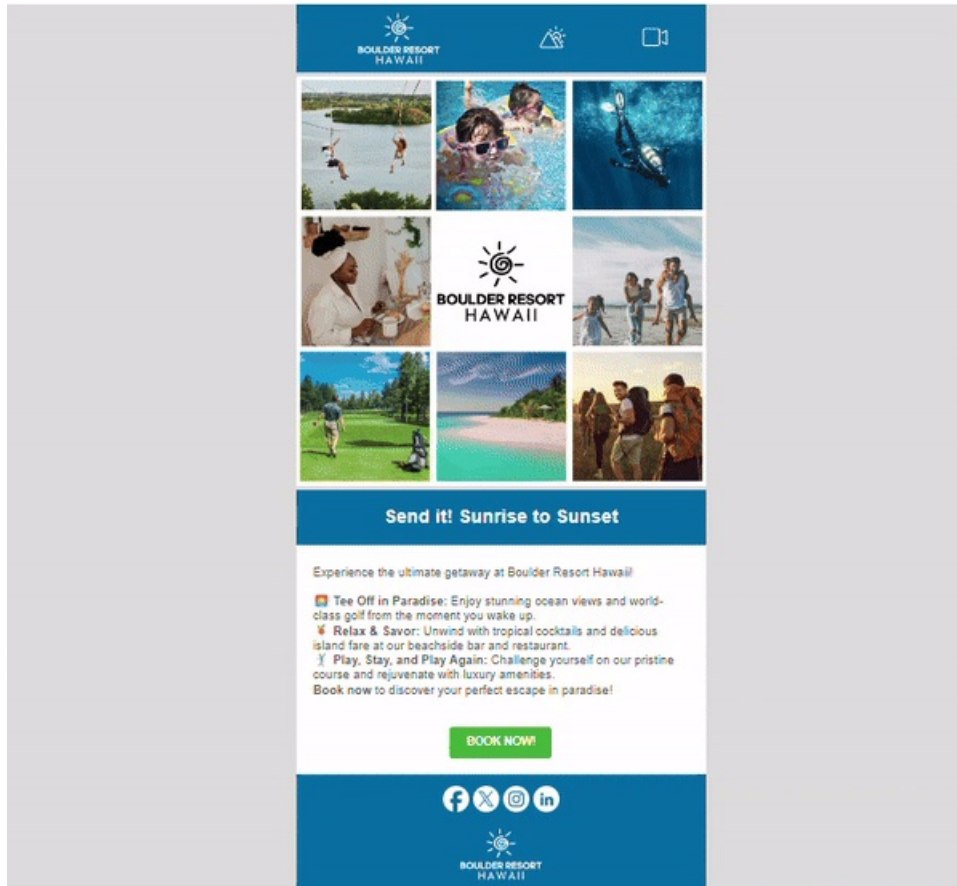 BOULDER RESORT
HAWAII
BOULDER RESORT
HAWAII
Send it! Sunrise to Sunset
Experience the ultimate getaway at Boulder Resort Hawaii!
Tee Off in Paradise: Enjoy stunning ocean views and world-
class golf from the moment you wake up.
Relax & Savor: Unwind with tropical cocktails and delicious
island fare at our beachside bar and restaurant.
Play, Stay, and Play Again: Challenge yourself on our pristine
course and rejuvenate with luxury amenities.
Book now to discover your perfect escape in paradise!
BOOK NOW!
f X in
BOULDER RESORT
HAWAII